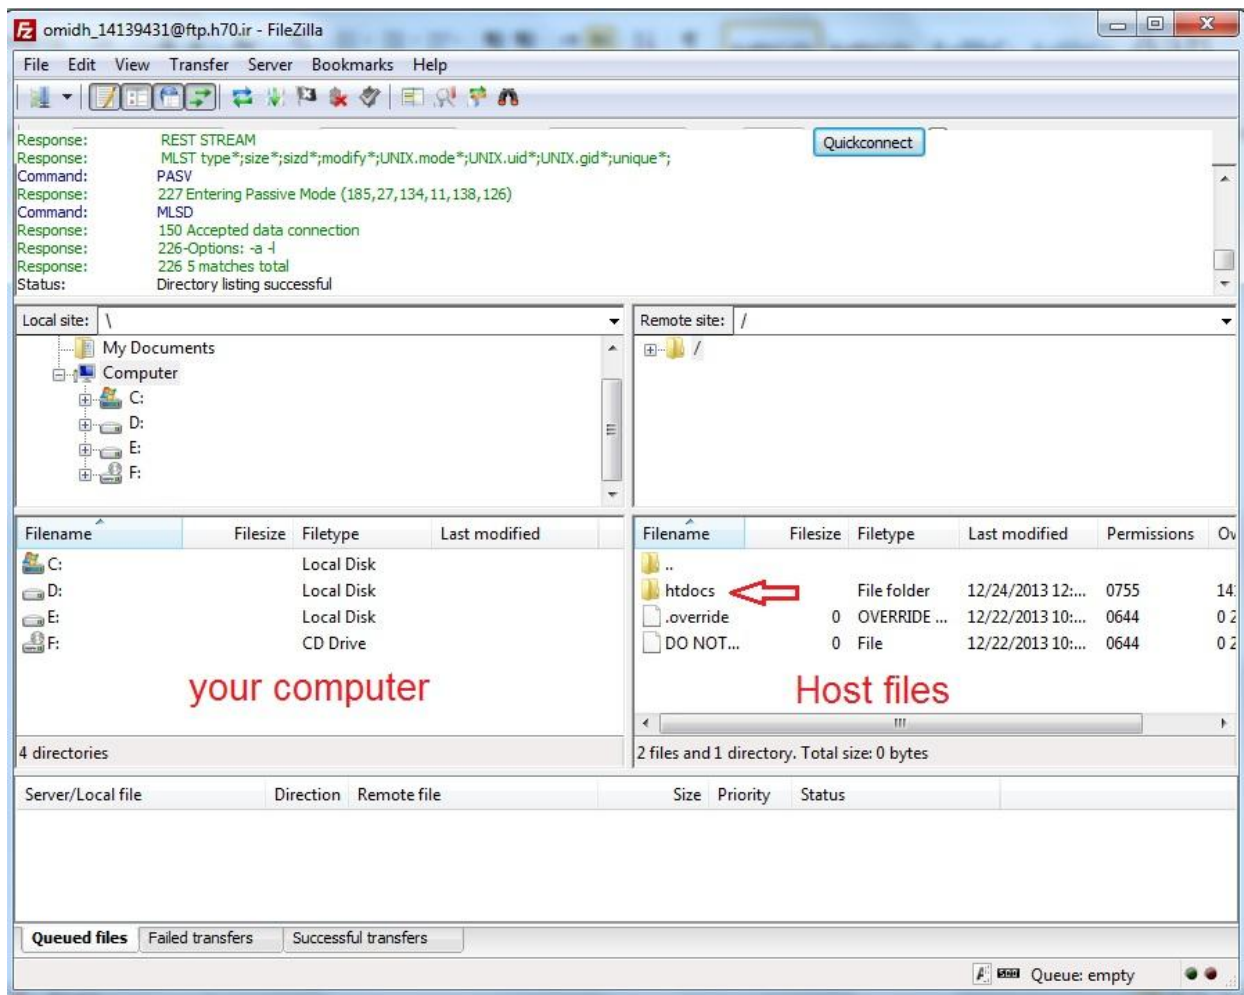 omidh_14139431@ftp.h70.ir - FileZilla
File Edit View Transfer Server Bookmarks Help
Quickconnect
Response: REST STREAM
Response: MLST type*;size*;sizd*;modify*;UNIX.mode*;UNIX.uid*;UNIX.gid*;unique*;
Command: PASV
Response: 227 Entering Passive Mode (185,27,134,11,138,126)
Command: MLSD
Response: 150 Accepted data connection
Response: 226-Options: -a -l
Response: 226 5 matches total
Status: Directory listing successful
Local site: \
My Documents
Computer
C:
D:
E:
F:
Remote site: /
/
Filename Filesize Filetype Last modified
C: Local Disk
D: Local Disk
E: Local Disk
F: CD Drive
your computer
4 directories
Filename Filesize Filetype Last modified Permissions Ow
..
htdocs File folder 12/24/2013 12:... 0755 14:
.override 0 OVERRIDE ... 12/22/2013 10:... 0644 0 2
DO NOT... 0 File 12/22/2013 10:... 0644 0 2
Host files
2 files and 1 directory. Total size: 0 bytes
Server/Local file Direction Remote file Size Priority Status
Queued files Failed transfers Successful transfers
Queue: empty